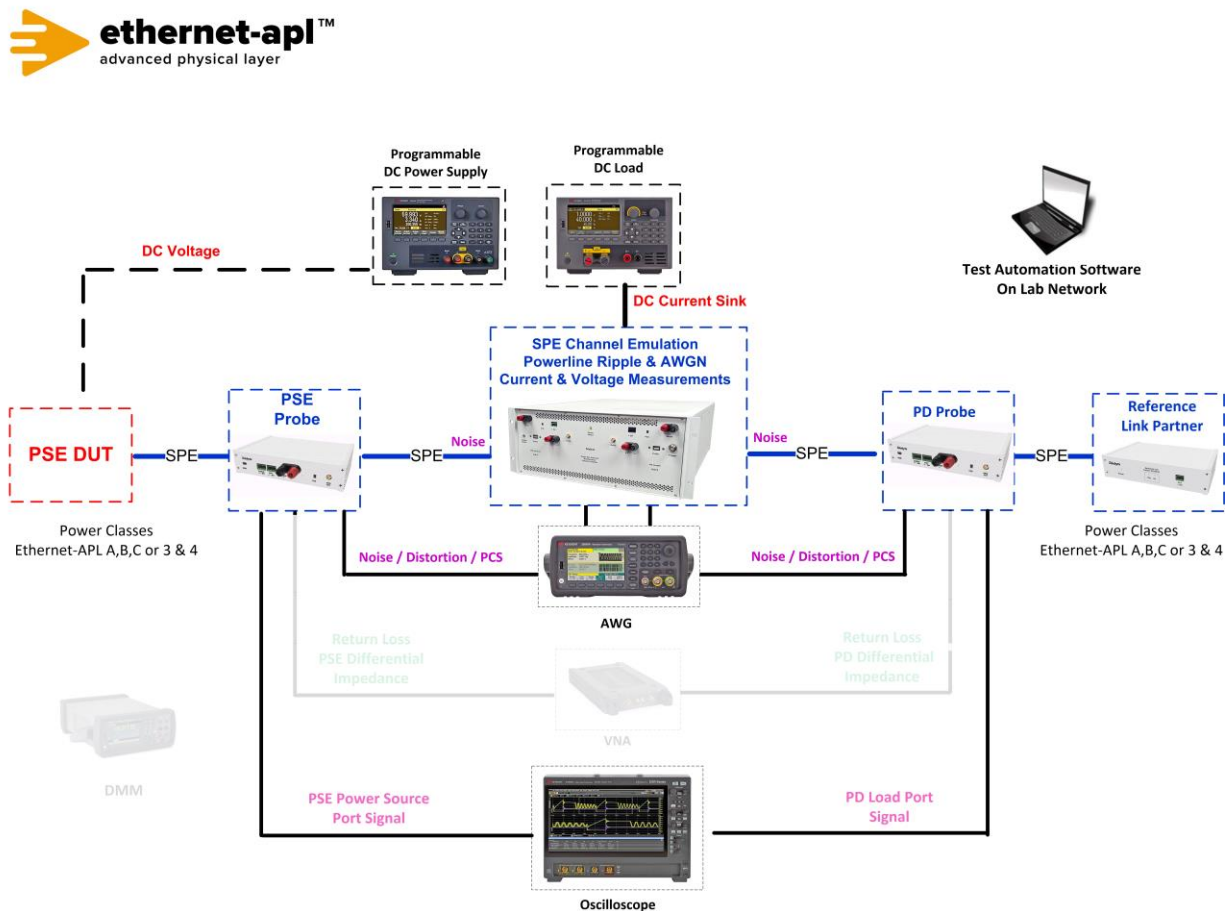 ethernet-apl™
advanced physical layer
Programmable
DC Power Supply
Programmable
DC Load
DC Voltage
DC Current Sink
Test Automation Software
On Lab Network
SPE Channel Emulation
Powerline Ripple & AWGN
Current & Voltage Measurements
PSE
Probe
PD Probe
Reference
Link Partner
PSE DUT
SPE
Noise
SPE
Noise
SPE
SPE
Power Classes
Ethernet-APL A,B,C or 3 & 4
Power Classes
Ethernet-APL A,B,C or 3 & 4
Noise / Distortion / PCS
Noise / Distortion / PCS
AWG
Return Loss
PSE Differential
Impedance
Return Loss
PD Differential
Impedance
VNA
DMM
PSE Power Source
Port Signal
PD Load Port
Signal
Oscilloscope